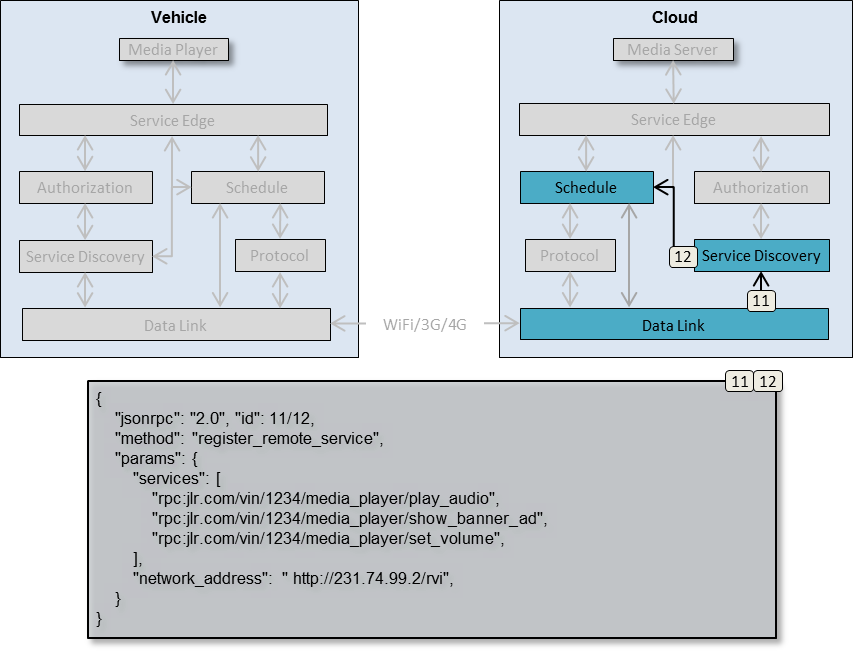 Vehicle
Cloud
Media Player
Media Server
Service Edge
Service Edge
Authorization
Schedule
Schedule
Authorization
Service Discovery
Protocol
Protocol
12
Service Discovery
11
Data Link
WiFi/3G/4G
Data Link
11 12
{
"jsonrpc": "2.0", "id": 11/12,
"method": "register_remote_service",
"params": {
"services": [
"rpc:jlr.com/vin/1234/media_player/play_audio",
"rpc:jlr.com/vin/1234/media_player/show_banner_ad",
"rpc:jlr.com/vin/1234/media_player/set_volume",
],
"network_address": " http://231.74.99.2/rvi",
}
}